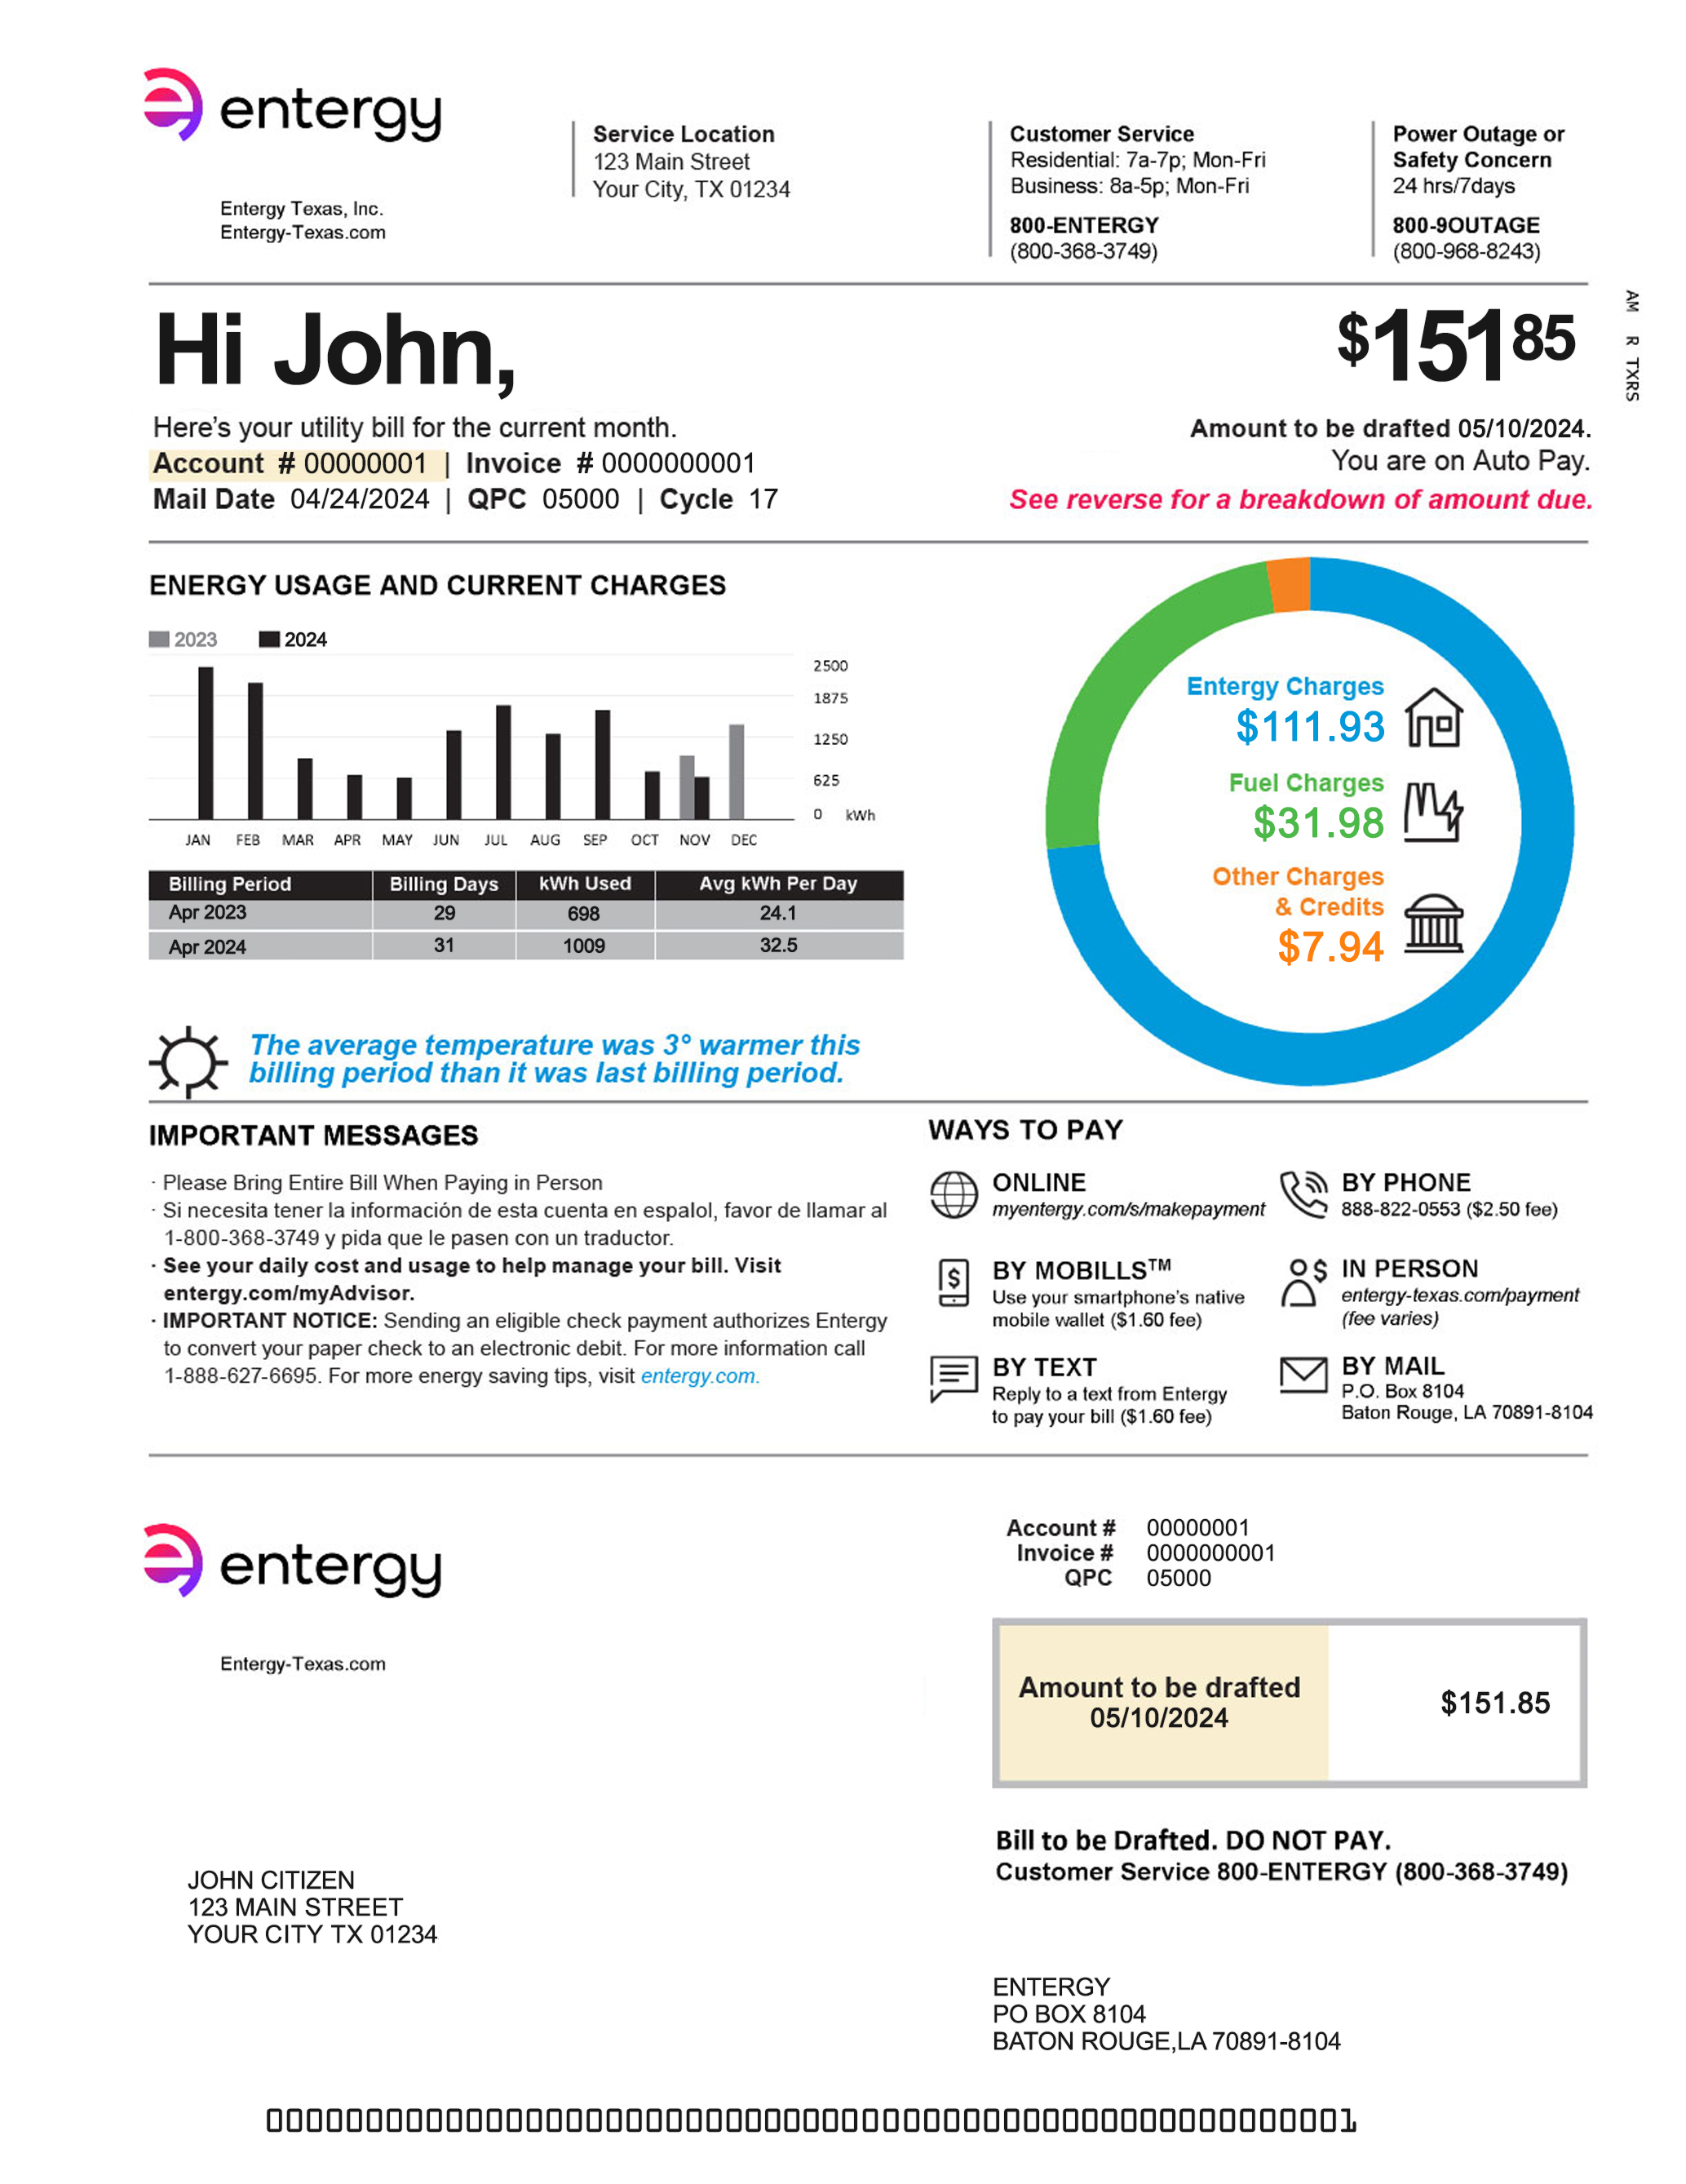 entergy
Entergy Texas, Inc.
Entergy-Texas.com
Service Location
123 Main Street
Your City, TX 01234
Customer Service
Residential: 7a-7p; Mon-Fri
Business: 8a-5p; Mon-Fri
800-ENTERGY
(800-368-3749)
Power Outage or
Safety Concern
24 hrs/7days
800-9OUTAGE
(800-968-8243)
AM R TXRS
Hi John,
$151 85
Here's your utility bill for the current month.
Account # 00000001 | Invoice # 0000000001
Mail Date 04/24/2024 | QPC 05000 | Cycle 17
Amount to be drafted 05/10/2024.
You are on Auto Pay.
See reverse for a breakdown of amount due.
ENERGY USAGE AND CURRENT CHARGES
2023 2024
2500
1875
1250
625
0 kWh
JAN FEB MAR APR MAY JUN JUL AUG SEP OCT NOV DEC
Billing Period Billing Days kWh Used Avg kWh Per Day
Apr 2023 29 698 24.1
Apr 2024 31 1009 32.5
Entergy Charges
$111.93
Fuel Charges
$31.98
Other Charges
& Credits
$7.94
The average temperature was 3° warmer this
billing period than it was last billing period.
IMPORTANT MESSAGES
· Please Bring Entire Bill When Paying in Person
· Si necesita tener la información de esta cuenta en espalol, favor de llamar al
1-800-368-3749 y pida que le pasen con un traductor.
· See your daily cost and usage to help manage your bill. Visit
entergy.com/myAdvisor.
· IMPORTANT NOTICE: Sending an eligible check payment authorizes Entergy
to convert your paper check to an electronic debit. For more information call
1-888-627-6695. For more energy saving tips, visit entergy.com.
WAYS TO PAY
ONLINE
myentergy.com/s/makepayment
BY PHONE
888-822-0553 ($2.50 fee)
BY MOBILLS™
Use your smartphone's native
mobile wallet ($1.60 fee)
IN PERSON
entergy-texas.com/payment
(fee varies)
BY TEXT
Reply to a text from Entergy
to pay your bill ($1.60 fee)
BY MAIL
P.O. Box 8104
Baton Rouge, LA 70891-8104
entergy
Entergy-Texas.com
Account # 00000001
Invoice # 0000000001
QPC 05000
Amount to be drafted
05/10/2024
$151.85
Bill to be Drafted. DO NOT PAY.
Customer Service 800-ENTERGY (800-368-3749)
JOHN CITIZEN
123 MAIN STREET
YOUR CITY TX 01234
ENTERGY
PO BOX 8104
BATON ROUGE,LA 70891-8104
000000000000000000000000000000000000000000000000000001